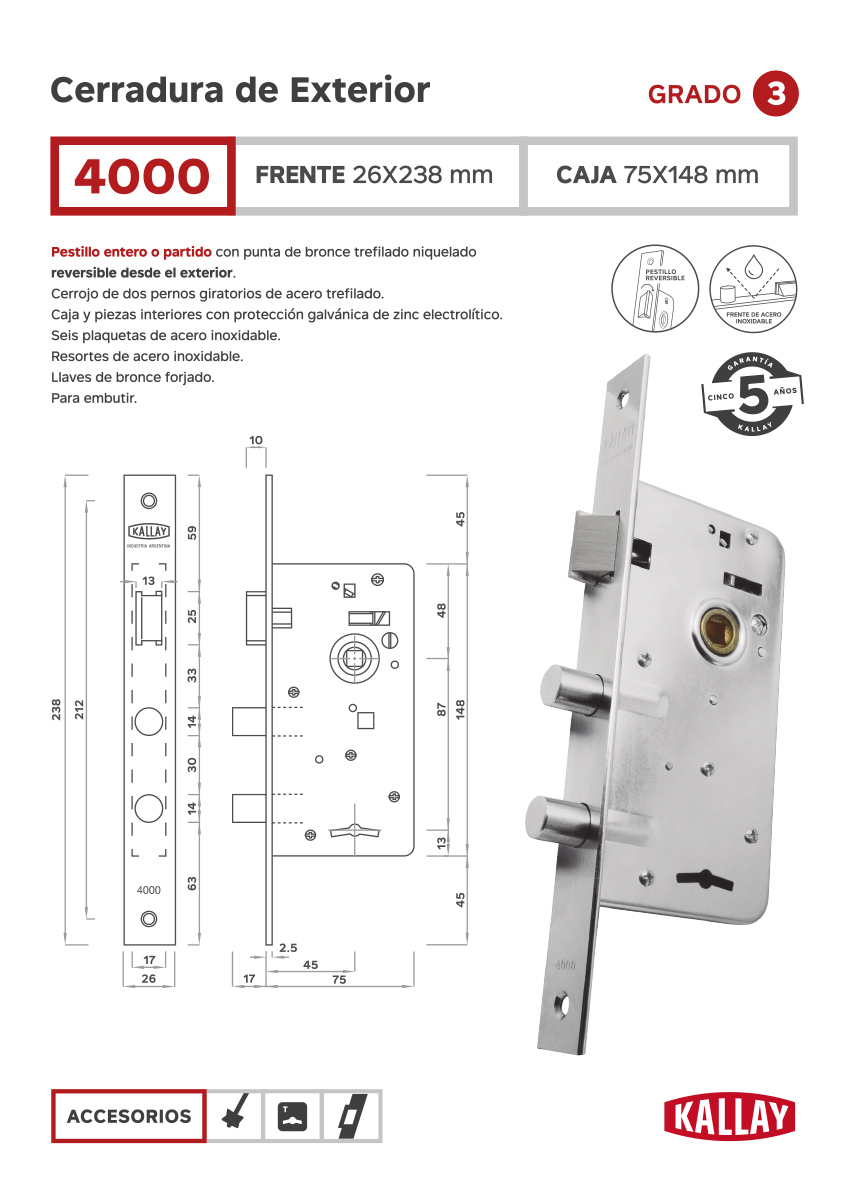 Cerradura de Exterior
GRADO 3
4000
FRENTE 26X238 mm
CAJA 75X148 mm
Pestillo entero o partido con punta de bronce trefilado niquelado
reversible desde el exterior.
Cerrojo de dos pernos giratorios de acero trefilado.
Caja y piezas interiores con protección galvánica de zinc electrolítico.
Seis plaquetas de acero inoxidable.
Resortes de acero inoxidable.
Llaves de bronce forjado.
Para embutir.
PESTILLO
REVERSIBLE
FRENTE DE ACERO
INOXIDABLE
GARANTÍA
CINCO 5 AÑOS
KALLAY
KALLAY
10
238
212
KALLAY
INDUSTRIA ARGENTINA
13
59
25
33
14
30
14
63
4000
17
26
45
48
87
148
13
45
2.5
45
17
75
4000
ACCESORIOS
T
KALLAY